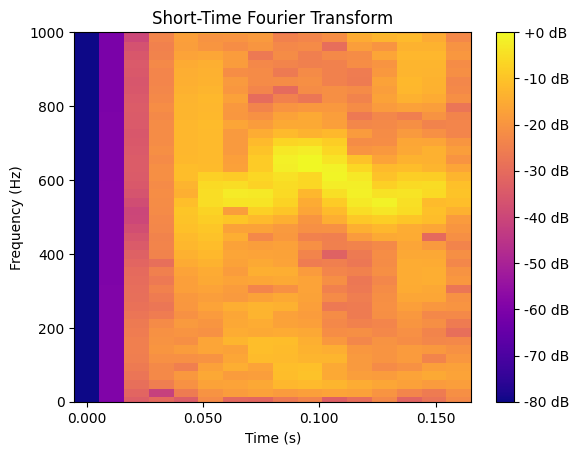 Short-Time Fourier Transform
Frequency (Hz)
1000
800
600
400
200
0
0.000
0.050
0.100
0.150
Time (s)
+0 dB
-10 dB
-20 dB
-30 dB
-40 dB
-50 dB
-60 dB
-70 dB
-80 dB